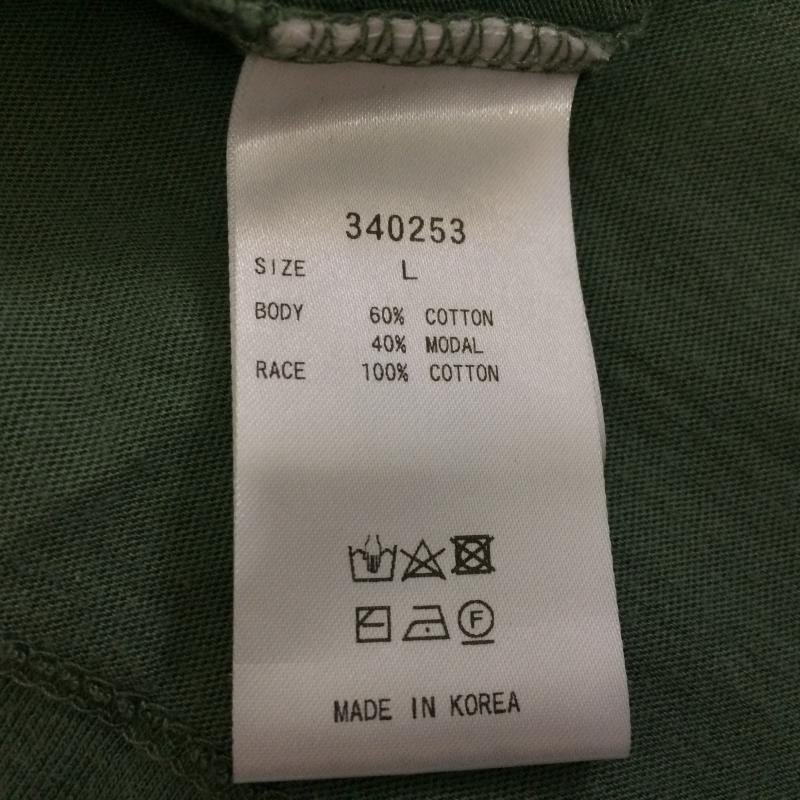 340253
SIZE L
BODY 60% COTTON
40% MODAL
RACE 100% COTTON
F
MADE IN KOREA